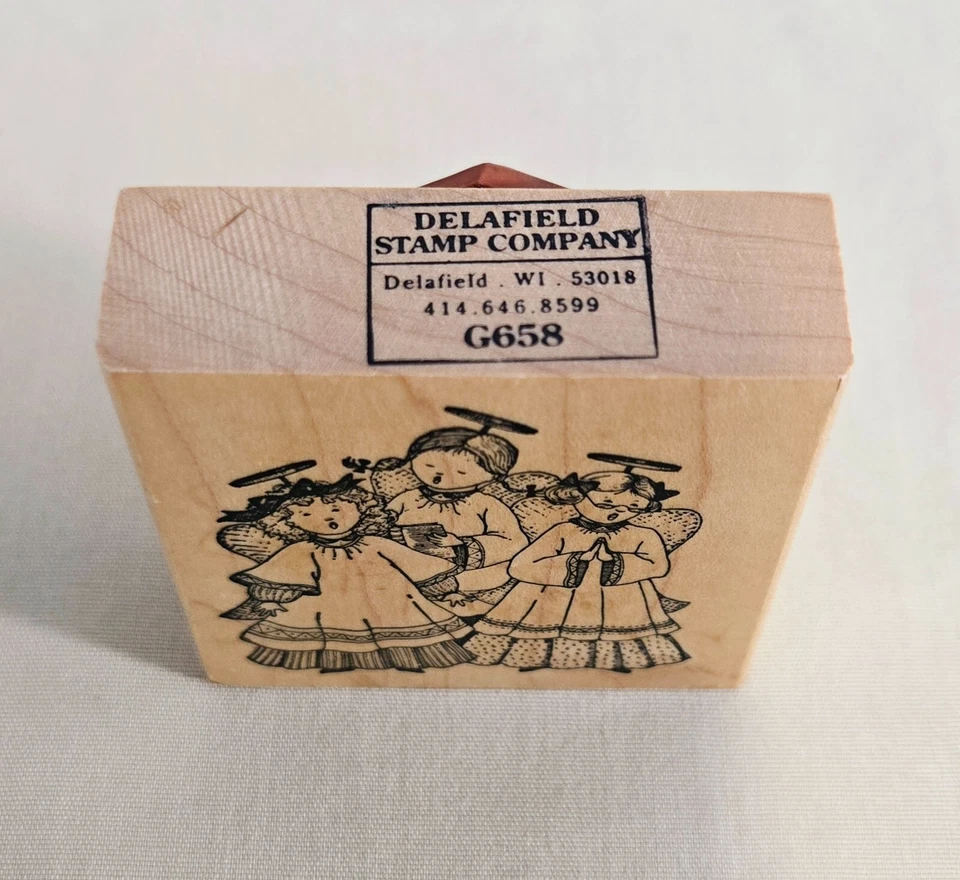 DELAFIELD
STAMP COMPANY
Delafield . WI . 53018
414.646.8599
G658